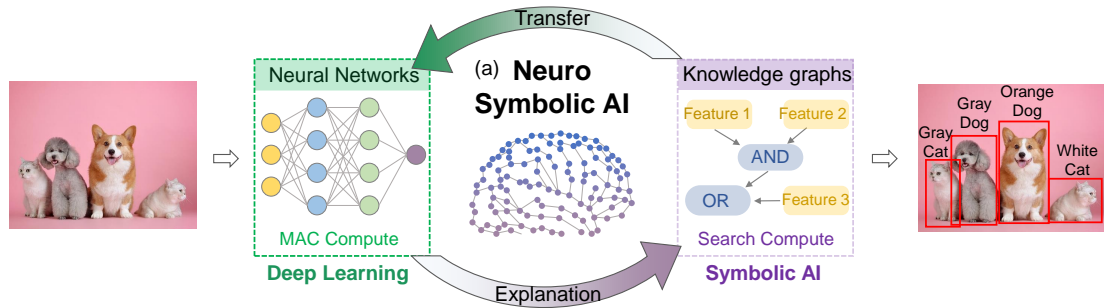 Transfer
Neural Networks
MAC Compute
Deep Learning
(a) Neuro
Symbolic AI
Knowledge graphs
Feature 1
Feature 2
AND
OR
Feature 3
Search Compute
Symbolic AI
Explanation
Gray
Cat
Gray
Dog
Orange
Dog
White
Cat